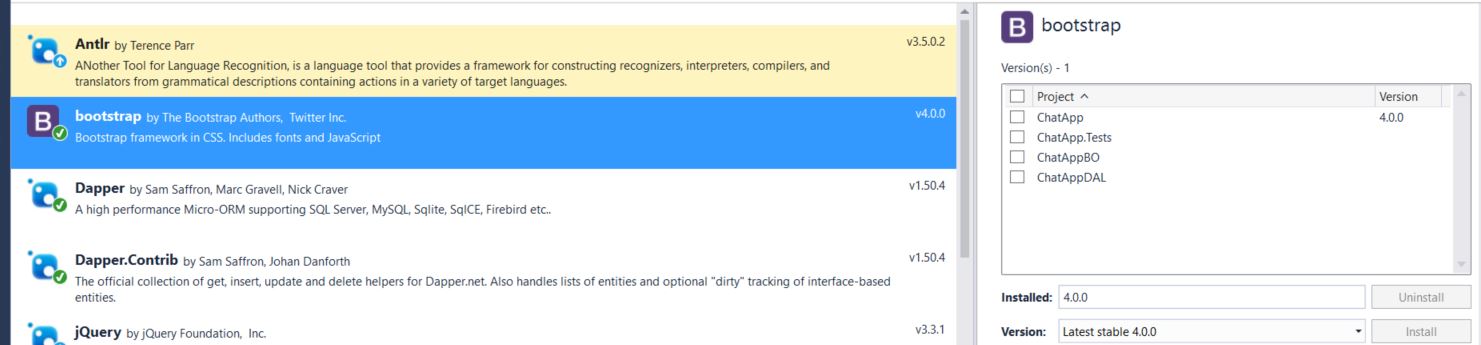 Antlr by Terence Parr v3.5.0.2
ANother Tool for Language Recognition, is a language tool that provides a framework for constructing recognizers, interpreters, compilers, and
translators from grammatical descriptions containing actions in a variety of target languages.
B bootstrap by The Bootstrap Authors, Twitter Inc. v4.0.0
Bootstrap framework in CSS. Includes fonts and JavaScript
Dapper by Sam Saffron, Marc Gravell, Nick Craver v1.50.4
A high performance Micro-ORM supporting SQL Server, MySQL, Sqlite, SqlCE, Firebird etc..
Dapper.Contrib by Sam Saffron, Johan Danforth v1.50.4
The official collection of get, insert, update and delete helpers for Dapper.net. Also handles lists of entities and optional "dirty" tracking of interface-based
entities.
jQuery by jQuery Foundation, Inc. v3.3.1
B bootstrap
Version(s) - 1
Project Version
ChatApp 4.0.0
ChatApp.Tests
ChatAppBO
ChatAppDAL
Installed: 4.0.0 Uninstall
Version: Latest stable 4.0.0 Install